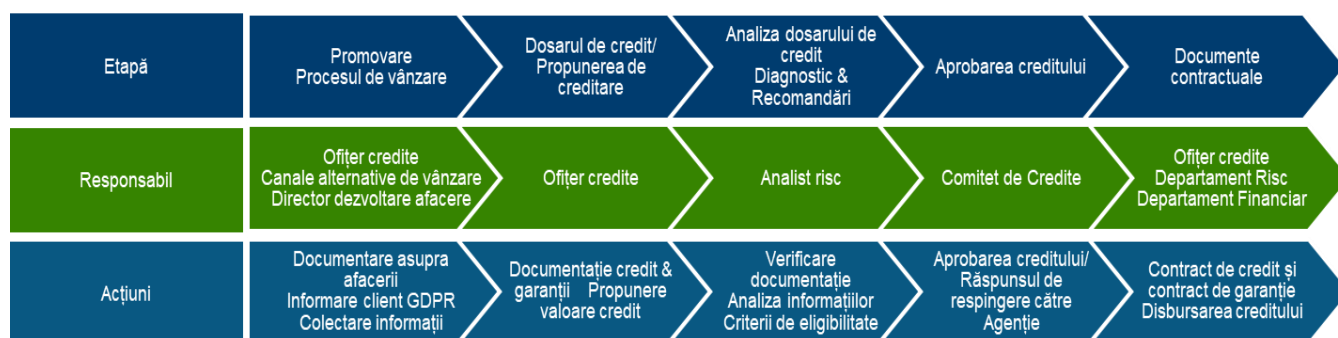 Etapă
Promovare
Procesul de vânzare
Dosarul de credit/
Propunerea de
creditare
Analiza dosarului de
credit
Diagnostic &
Recomandări
Aprobarea creditului
Documente
contractuale
Responsabil
Ofițer credite
Canale alternative de vânzare
Director dezvoltare afacere
Ofițer credite
Analist risc
Comitet de Credite
Ofițer credite
Departament Risc
Departament Financiar
Acțiuni
Documentare asupra
afacerii
Informare client GDPR
Colectare informații
Documentație credit &
garanții Propunere
valoare credit
Verificare
documentație
Analiza informațiilor
Criterii de eligibilitate
Aprobarea creditului/
Răspunsul de
respingere către
Agenție
Contract de credit și
contract de garanție
Disbursarea creditului